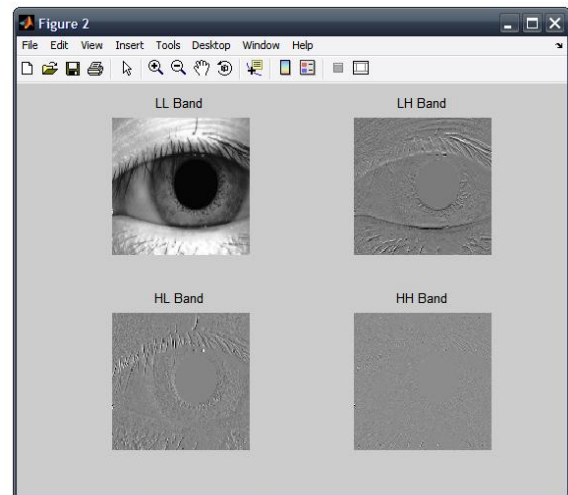 Figure 2
File Edit View Insert Tools Desktop Window Help
LL Band LH Band
HL Band HH Band